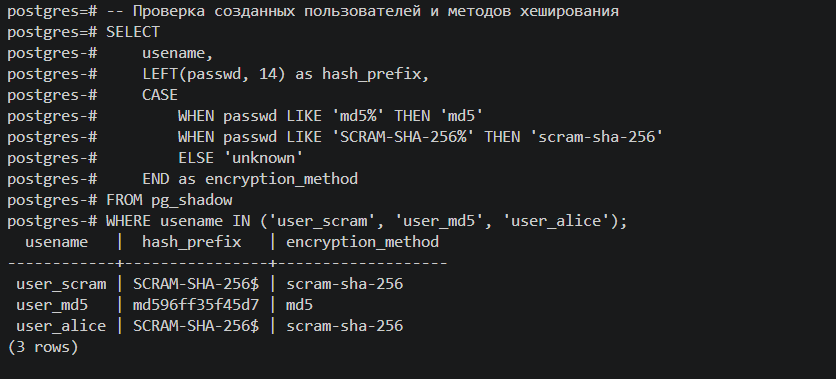 postgres=# -- Проверка созданных пользователей и методов хеширования
postgres=# SELECT
postgres-#     usename,
postgres-#     LEFT(passwd, 14) as hash_prefix,
postgres-#     CASE
postgres-#         WHEN passwd LIKE 'md5%' THEN 'md5'
postgres-#         WHEN passwd LIKE 'SCRAM-SHA-256%' THEN 'scram-sha-256'
postgres-#         ELSE 'unknown'
postgres-#     END as encryption_method
postgres-# FROM pg_shadow
postgres-# WHERE usename IN ('user_scram', 'user_md5', 'user_alice');
  usename   |  hash_prefix   | encryption_method
------------+----------------+-------------------
 user_scram | SCRAM-SHA-256$ | scram-sha-256
 user_md5   | md596ff35f45d7 | md5
 user_alice | SCRAM-SHA-256$ | scram-sha-256
(3 rows)